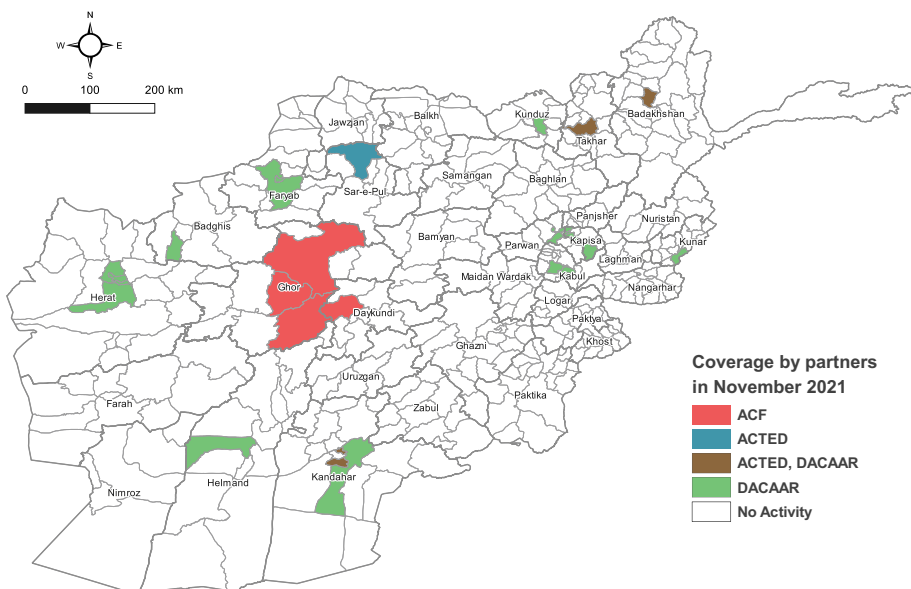 N
W E
S
0 100 200 km
Jawzjan
Balkh
Kunduz
Badakhshan
Takhar
Faryab
Sar-e-Pul
Samangan
Baghlan
Badghis
Panjsher
Nuristan
Bamyan
Parwan
Kapisa
Kunar
Laghman
Herat
Ghor
Maidan Wardak
Kabul
Nangarhar
Daykundi
Logar
Paktya
Khost
Ghazni
Uruzgan
Paktika
Farah
Zabul
Kandahar
Helmand
Nimroz
Coverage by partners
in November 2021
ACF
ACTED
ACTED, DACAAR
DACAAR
No Activity